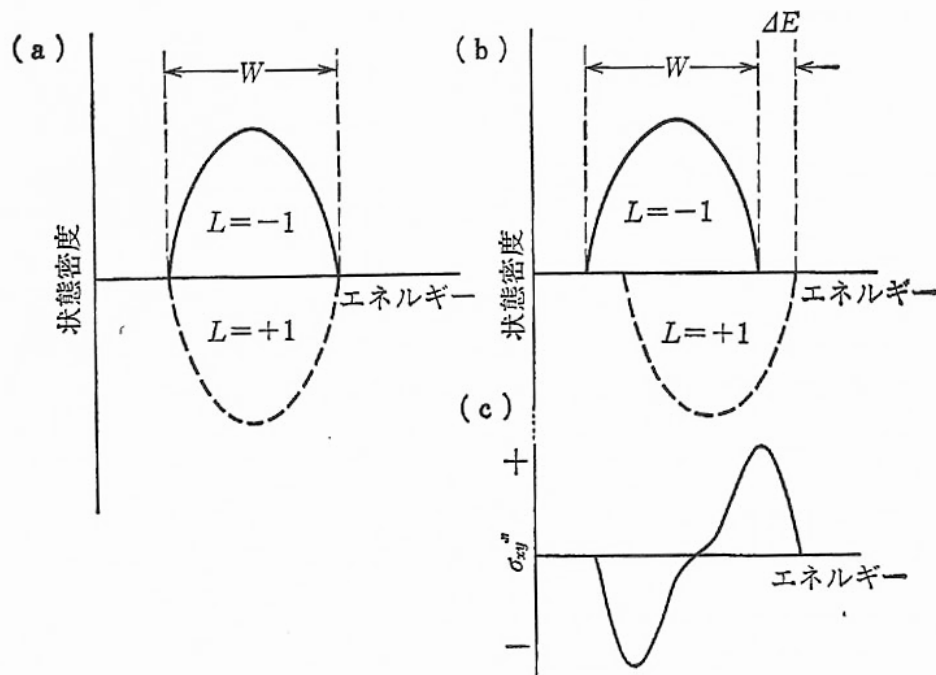 (a)
W
L=-1
状態密度
エネルギー
L=+1
(b)
ΔE
W
L=-1
状態密度
エネルギー
L=+1
(c)
+
σxy"
エネルギー
−